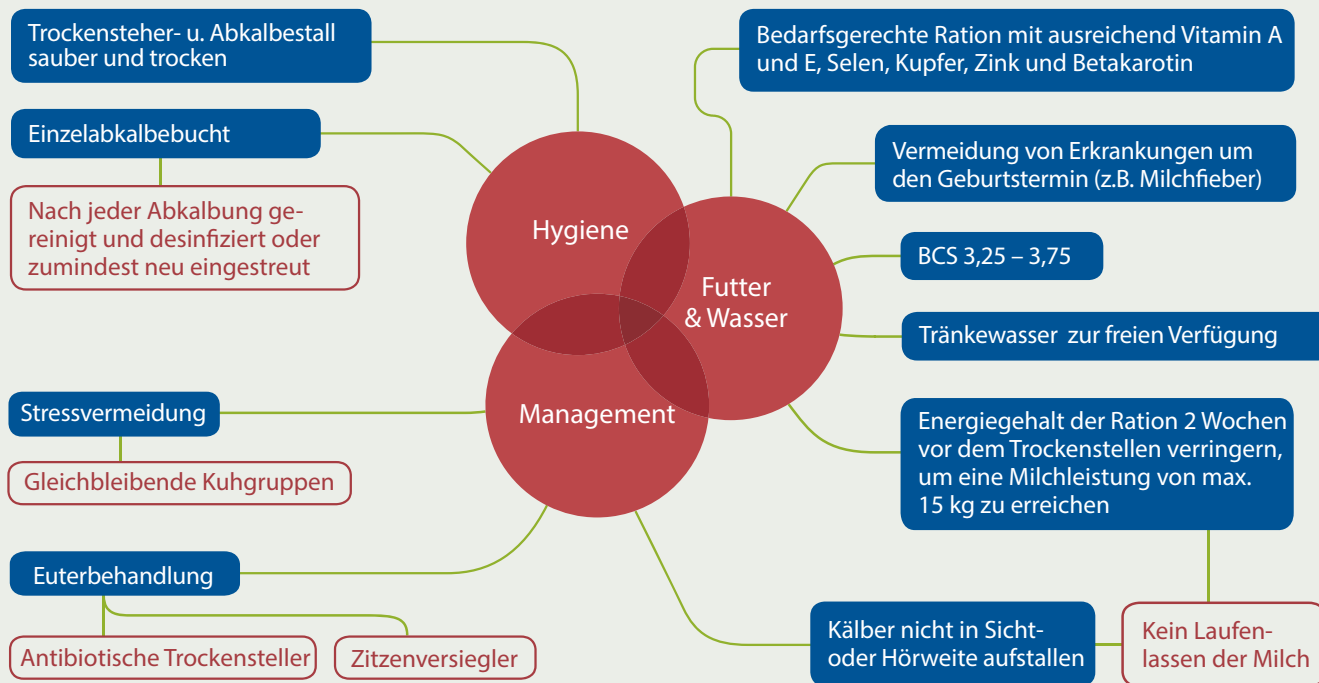 Trockensteher- u. Abkalbestall
sauber und trocken
Einzelabkalbebucht
Nach jeder Abkalbung ge-
reinigt und desinfiziert oder
zumindest neu eingestreut
Hygiene
Bedarfsgerechte Ration mit ausreichend Vitamin A
und E, Selen, Kupfer, Zink und Betakarotin
Vermeidung von Erkrankungen um
den Geburtstermin (z.B. Milchfieber)
BCS 3,25 – 3,75
Futter
& Wasser
Tränkewasser zur freien Verfügung
Energiegehalt der Ration 2 Wochen
vor dem Trockenstellen verringern,
um eine Milchleistung von max.
15 kg zu erreichen
Management
Stressvermeidung
Gleichbleibende Kuhgruppen
Euterbehandlung
Antibiotische Trockensteller
Zitzenversiegler
Kälber nicht in Sicht-
oder Hörweite aufstallen
Kein Laufen-
lassen der Milch